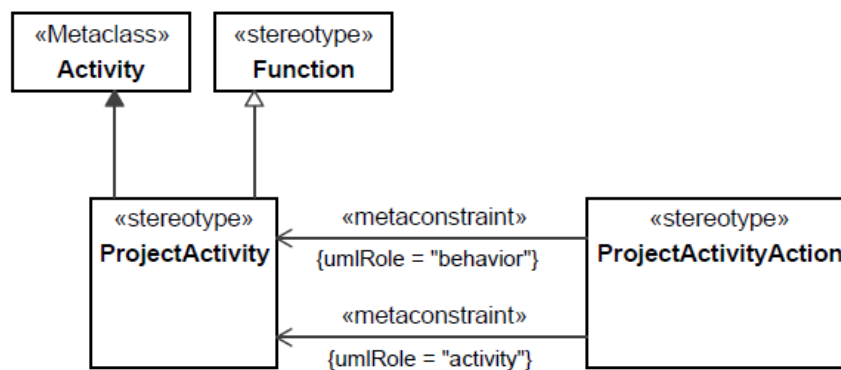 «Metaclass»
Activity
«stereotype»
Function
«stereotype»
ProjectActivity
«metaconstraint»
{umlRole = "behavior"}
«metaconstraint»
{umlRole = "activity"}
«stereotype»
ProjectActivityAction